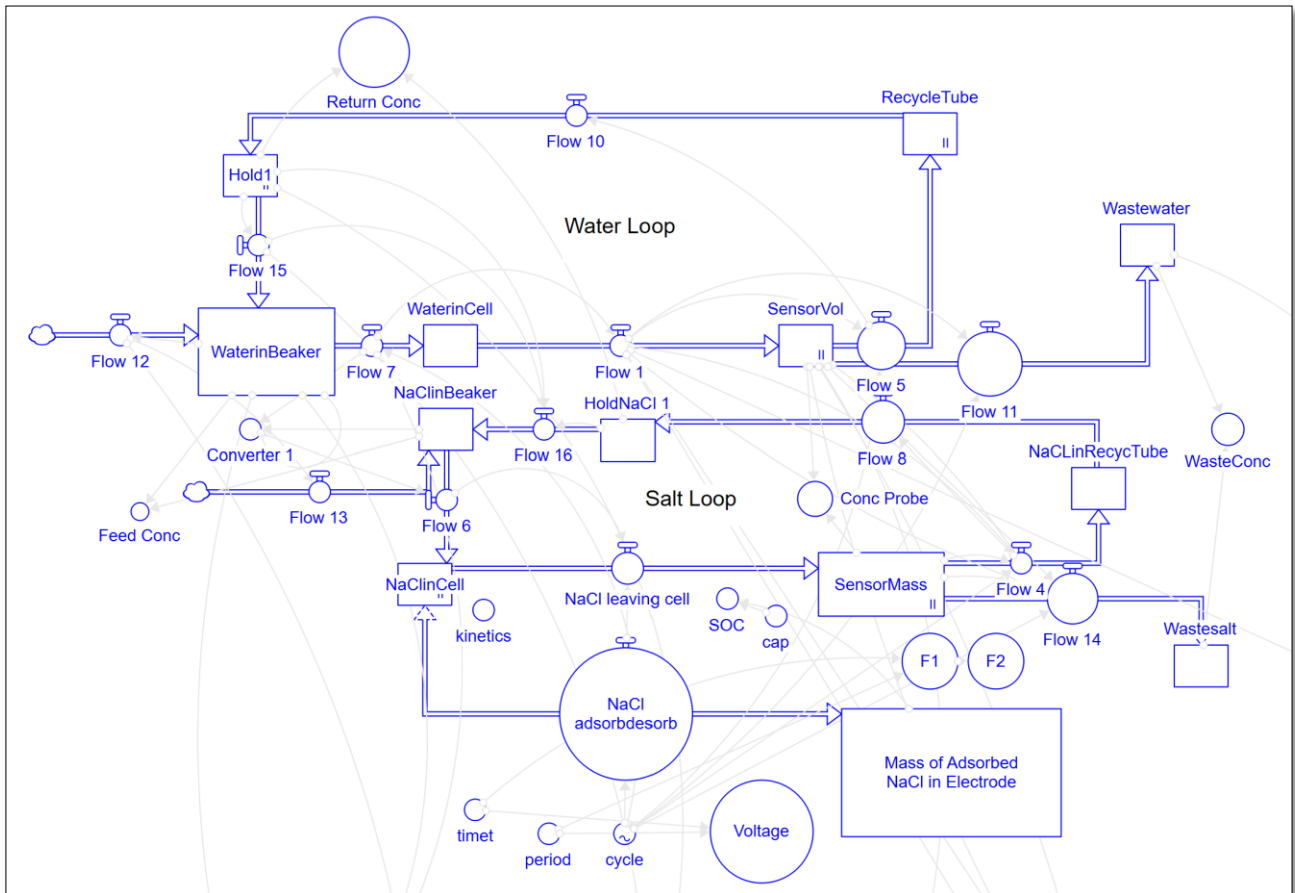 Return Conc
RecycleTube
Flow 10
Hold1
Wastewater
Water Loop
Flow 15
WaterinCell
SensorVol
WaterinBeaker
Flow 12
Flow 7
Flow 1
Flow 5
NaClinBeaker
HoldNaCl 1
Flow 11
Converter 1
Flow 16
Flow 8
NaCLinRecycTube
WasteConc
Salt Loop
Conc Probe
Flow 13
Flow 6
Feed Conc
NaClinCell
SensorMass
NaCl leaving cell
Flow 4
kinetics
SOC
cap
Flow 14
Wastesalt
F1
F2
NaCl
adsorbdesorb
Mass of Adsorbed
NaCl in Electrode
timet
period
cycle
Voltage